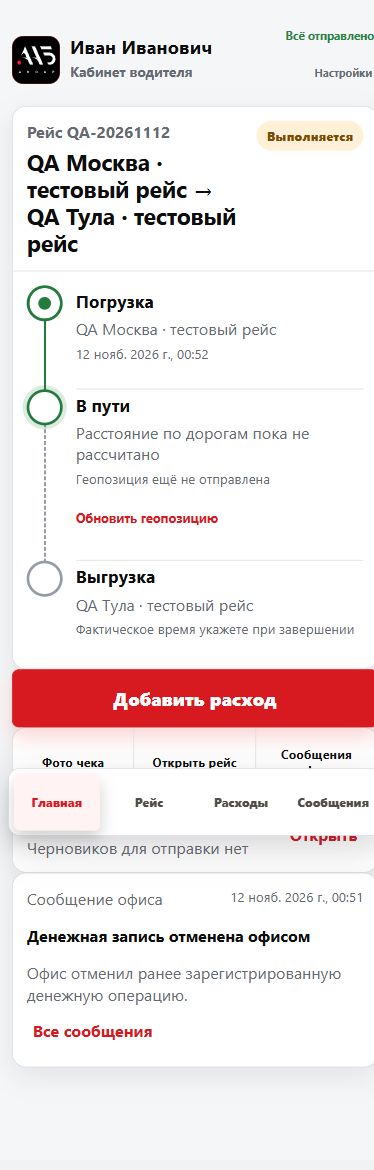 Всё отправлено
Иван Иванович
Кабинет водителя
Настройки
Рейс QA-20261112
Выполняется
QA Москва ·
тестовый рейс →
QA Тула · тестовый
рейс
Погрузка
QA Москва · тестовый рейс
12 нояб. 2026 г., 00:52
В пути
Расстояние по дорогам пока не
рассчитано
Геопозиция ещё не отправлена
Обновить геопозицию
Выгрузка
QA Тула · тестовый рейс
Фактическое время укажете при завершении
Добавить расход
Фото чека
Открыть рейс
Сообщения
Главная
Рейс
Расходы
Сообщения
Открыть
Черновиков для отправки нет
Сообщение офиса
12 нояб. 2026 г., 00:51
Денежная запись отменена офисом
Офис отменил ранее зарегистрированную
денежную операцию.
Все сообщения